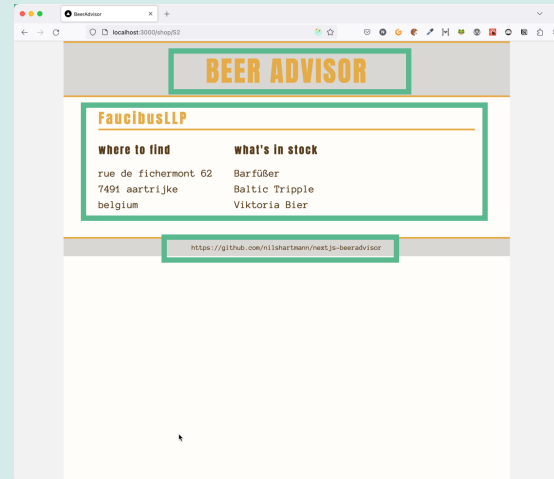 BeerAdvisor
localhost:3000/shop/S2
BEER ADVISOR
FaucibusLLP
where to find
what's in stock
rue de fichermont 62
Barfüßer
7491 aartrijke
Baltic Tripple
belgium
Viktoria Bier
https://github.com/nilshartmann/nextjs-beeradvisor